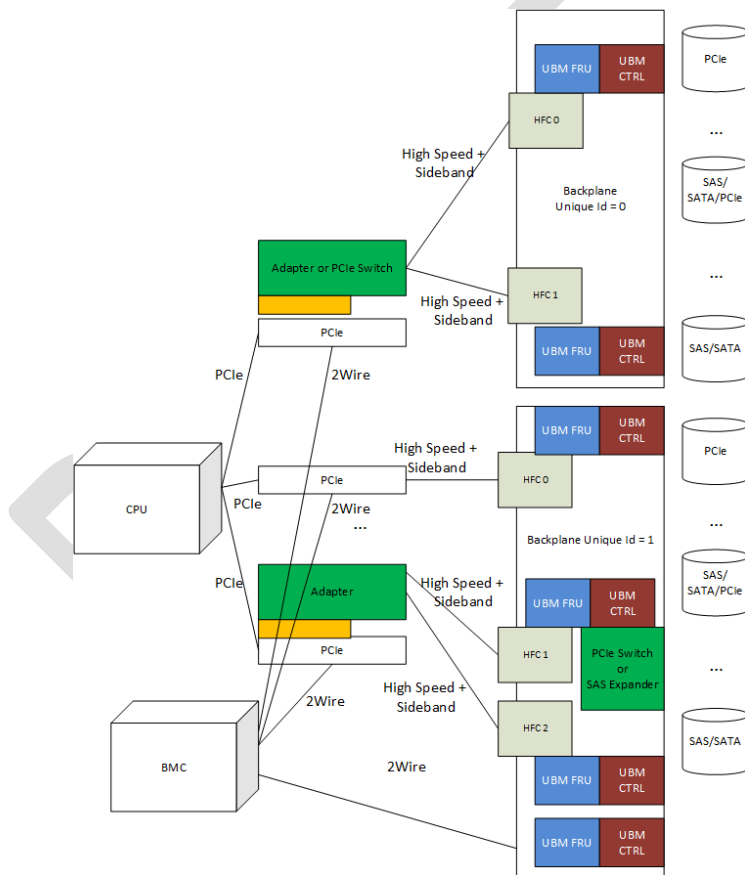 UBM FRU
UBM
CTRL
PCIe
HFC 0
...
High Speed +
Sideband
SAS/
SATA/PCIe
Backplane
Unique Id = 0
Adapter or PCIe Switch
...
HFC 1
High Speed +
Sideband
PCIe
UBM FRU
UBM
CTRL
SAS/SATA
PCIe
2Wire
UBM FRU
UBM
CTRL
PCIe
High Speed +
Sideband
PCIe
HFC 0
CPU
PCIe
2Wire
...
...
Backplane Unique Id = 1
PCIe
Adapter
High Speed +
Sideband
UBM FRU
UBM
CTRL
SAS/
SATA/PCIe
PCIe
HFC 1
PCIe Switch
or
SAS Expander
...
High Speed +
Sideband
2Wire
HFC 2
SAS/SATA
BMC
2Wire
UBM FRU
UBM
CTRL
UBM FRU
UBM
CTRL